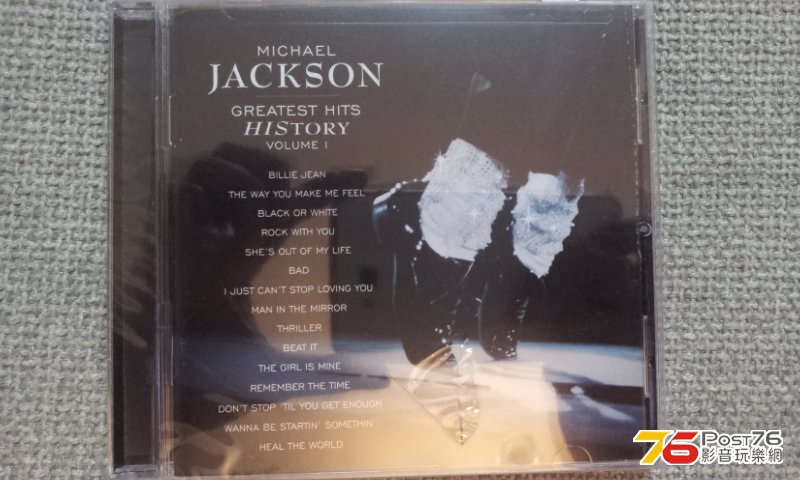 MICHAEL
JACKSON
GREATEST HITS
HISTORY
VOLUME I
BILLIE JEAN
THE WAY YOU MAKE ME FEEL
BLACK OR WHITE
ROCK WITH YOU
SHE'S OUT OF MY LIFE
BAD
I JUST CAN'T STOP LOVING YOU
MAN IN THE MIRROR
THRILLER
BEAT IT
THE GIRL IS MINE
REMEMBER THE TIME
DON'T STOP 'TIL YOU GET ENOUGH
WANNA BE STARTIN' SOMETHIN'
HEAL THE WORLD
76 Post76
影音玩樂網